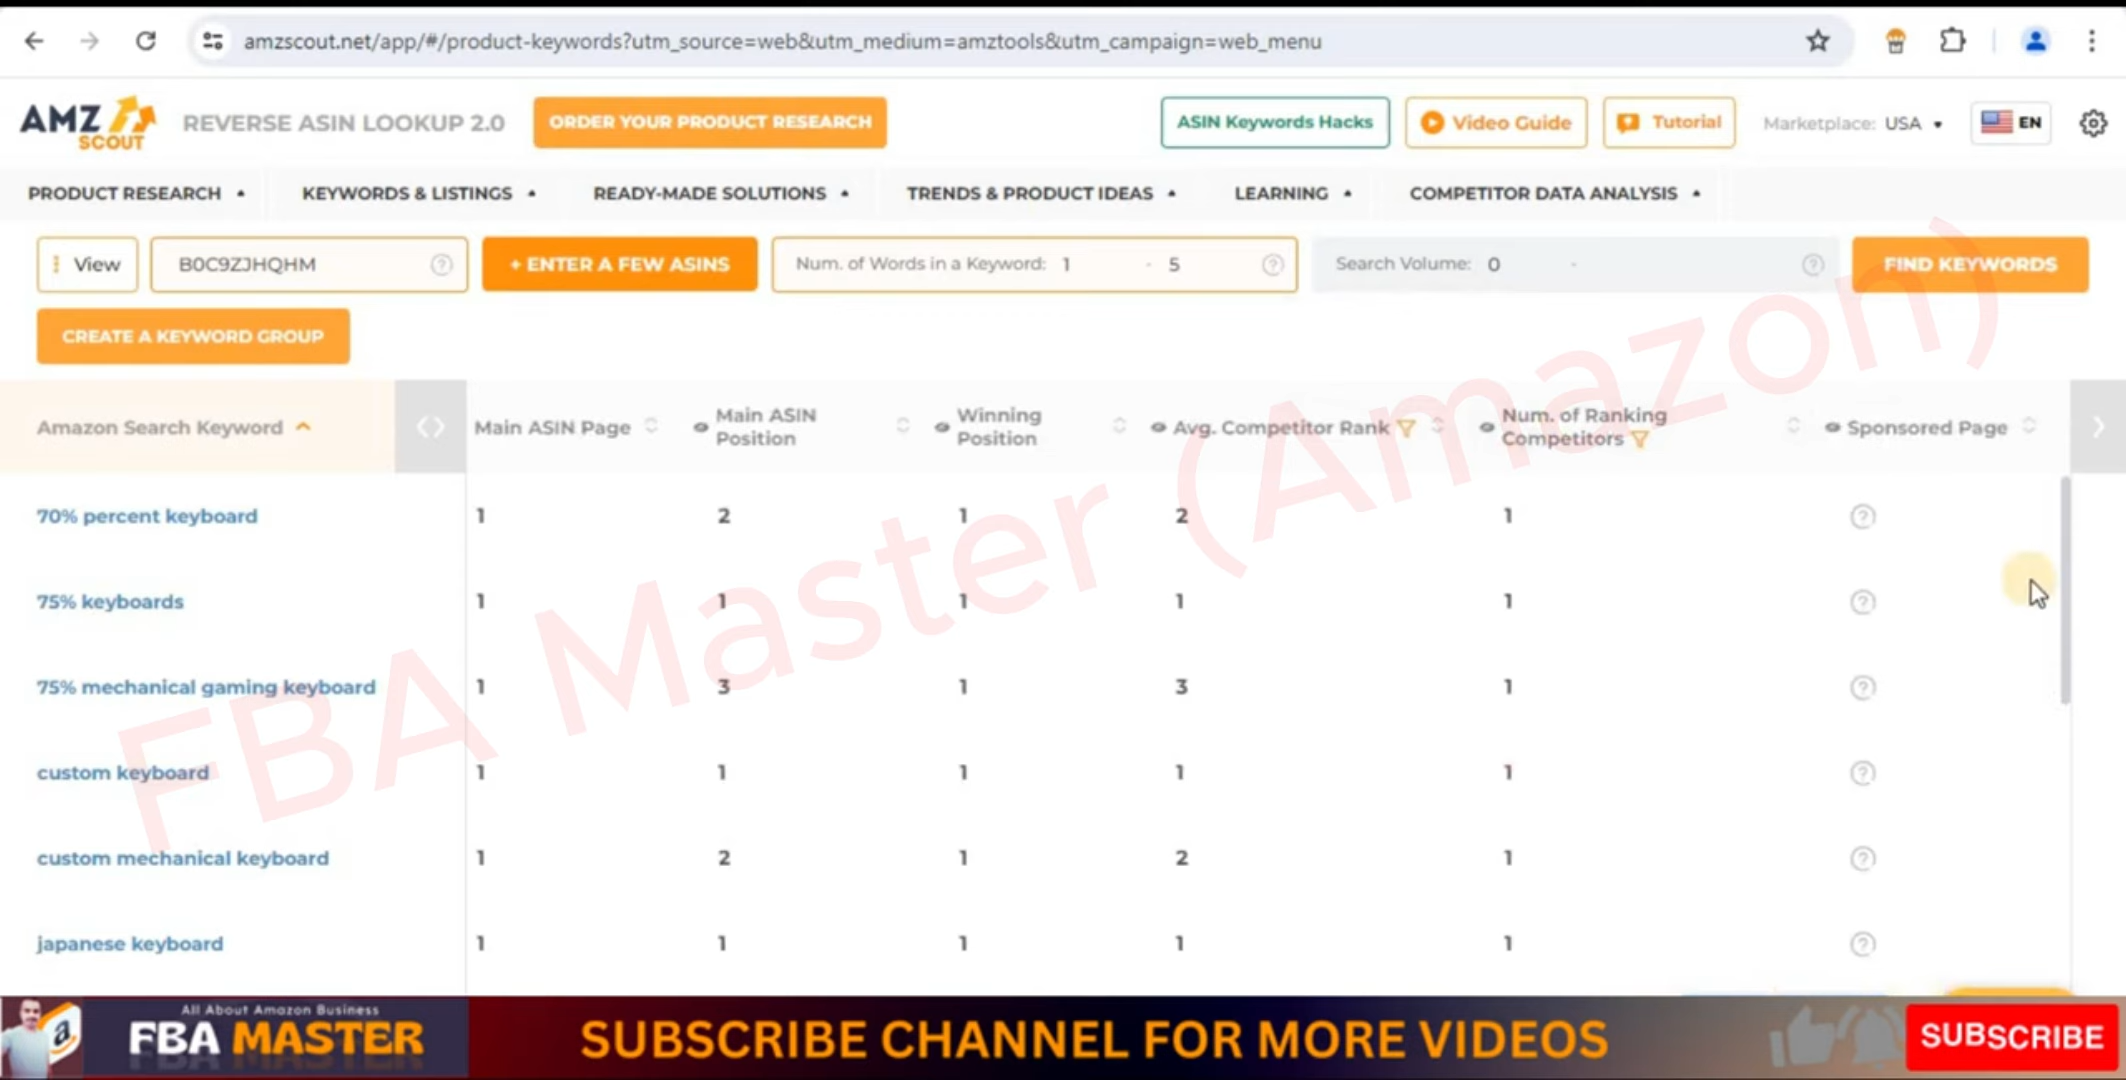 amzscout.net/app/#/product-keywords?utm_source=web&utm_medium=amztools&utm_campaign=web_menu
AMZ SCOUT
REVERSE ASIN LOOKUP 2.0
ORDER YOUR PRODUCT RESEARCH
ASIN Keywords Hacks
Video Guide
Tutorial
Marketplace: USA
EN
PRODUCT RESEARCH
KEYWORDS & LISTINGS
READY-MADE SOLUTIONS
TRENDS & PRODUCT IDEAS
LEARNING
COMPETITOR DATA ANALYSIS
View
B0C9ZJHQHM
+ ENTER A FEW ASINS
Num. of Words in a Keyword: 1 - 5
Search Volume: 0 -
FIND KEYWORDS
CREATE A KEYWORD GROUP
Amazon Search Keyword
Main ASIN Page
Main ASIN
Position
Winning
Position
Avg. Competitor Rank
Num. of Ranking
Competitors
Sponsored Page
70% percent keyboard 1 2 1 2 1
75% keyboards 1 1 1 1 1
75% mechanical gaming keyboard 1 3 1 3 1
custom keyboard 1 1 1 1 1
custom mechanical keyboard 1 2 1 2 1
japanese keyboard 1 1 1 1 1
FBA Master (Amazon)
All About Amazon Business
FBA MASTER
SUBSCRIBE CHANNEL FOR MORE VIDEOS
SUBSCRIBE